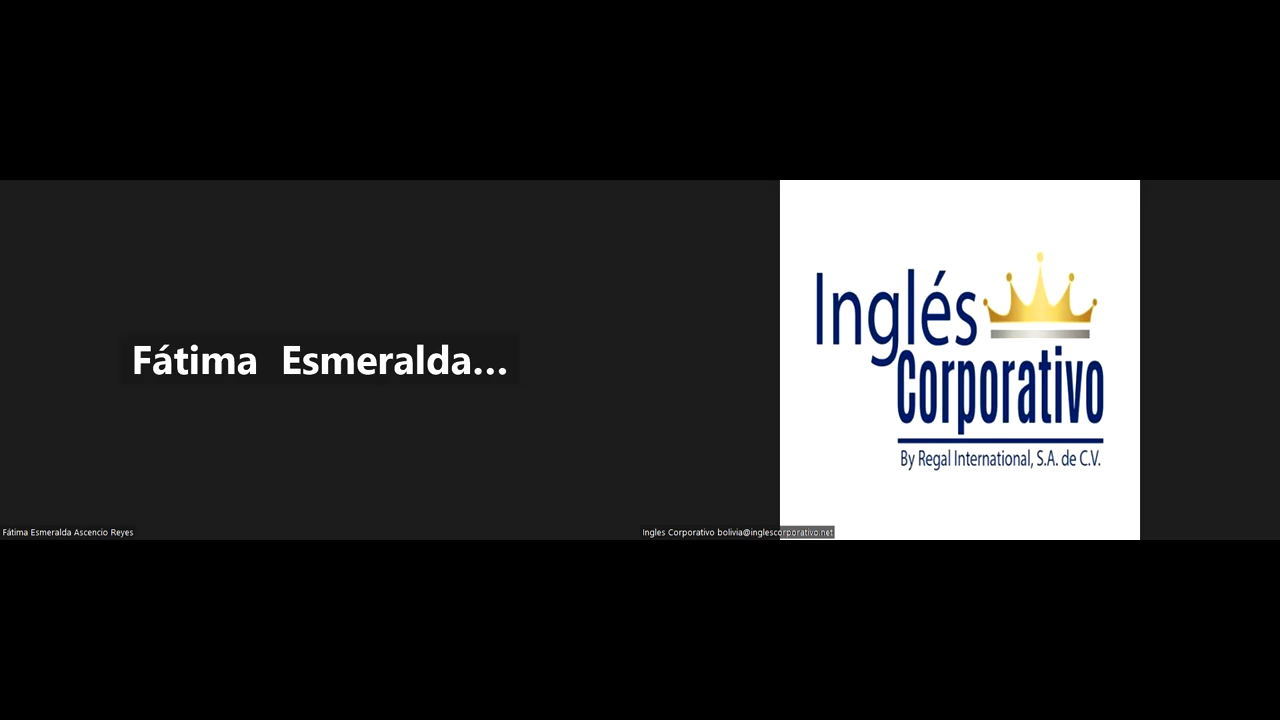 Fátima Esmeralda...
Inglés
Corporativo
By Regal International, S.A. de C.V.
Fátima Esmeralda Ascencio Reyes
Ingles Corporativo bolivia@inglescorporativo.net